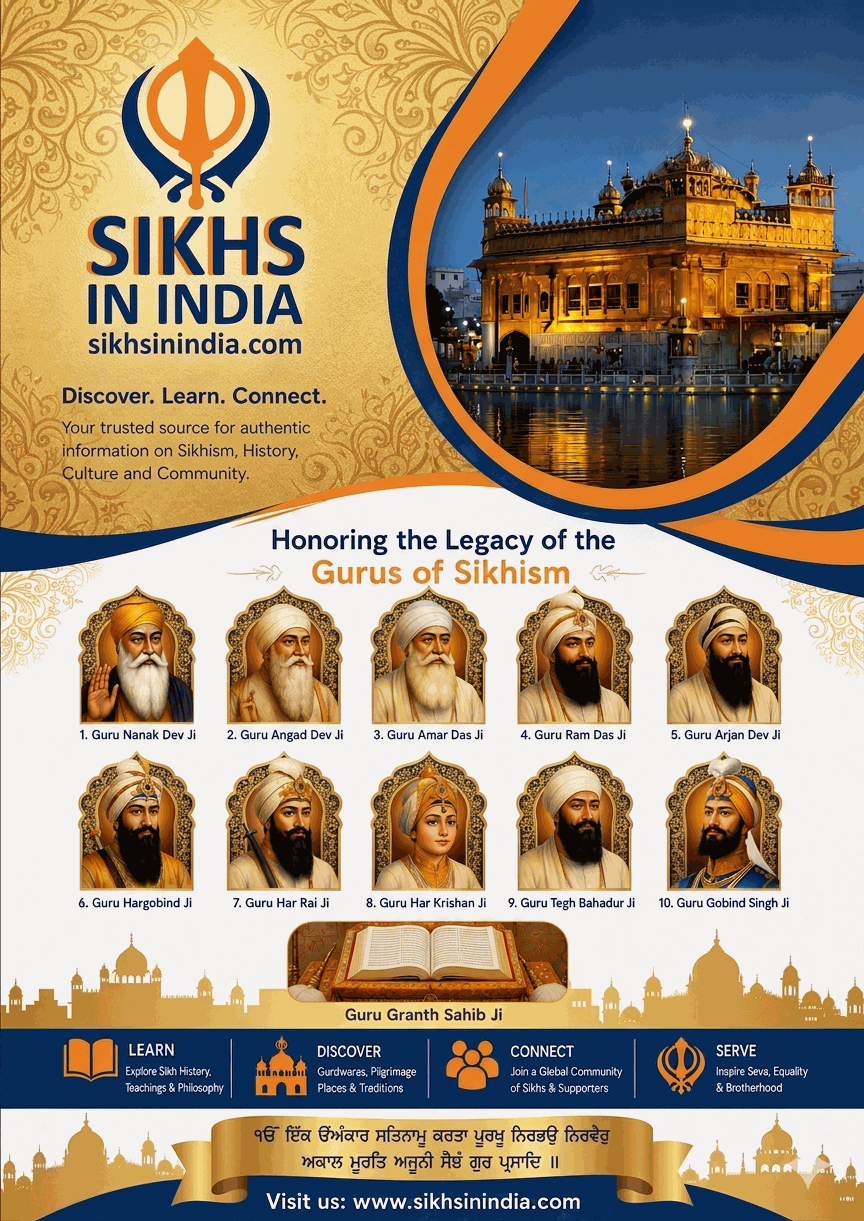 SIKHS
IN INDIA
sikhsinindia.com
Discover. Learn. Connect.
Your trusted source for authentic
information on Sikhism, History,
Culture and Community.
Honoring the Legacy of the
Gurus of Sikhism
1. Guru Nanak Dev Ji
2. Guru Angad Dev Ji
3. Guru Amar Das Ji
4. Guru Ram Das Ji
5. Guru Arjan Dev Ji
6. Guru Hargobind Ji
7. Guru Har Rai Ji
8. Guru Har Krishan Ji
9. Guru Tegh Bahadur Ji
10. Guru Gobind Singh Ji
Guru Granth Sahib Ji
LEARN
Explore Sikh History,
Teachings & Philosophy
DISCOVER
Gurdwaras, Pilgrimage
Places & Traditions
CONNECT
Join a Global Community
of Sikhs & Supporters
SERVE
Inspire Seva, Equality
& Brotherhood
ਇੱਕ ਓਅੰਕਾਰ ਸਤਿਨਾਮੂ ਕਰਤਾ ਪੂਰਖੂ ਨਿਰਭਉ ਨਿਰਵੈਰੁ
ਅਕਾਲ ਮੂਰਤਿ ਅਜੂਨੀ ਸੈਭੰ ਗੁਰ ਪ੍ਰਸਾਦਿ ॥
Visit us: www.sikhsinindia.com